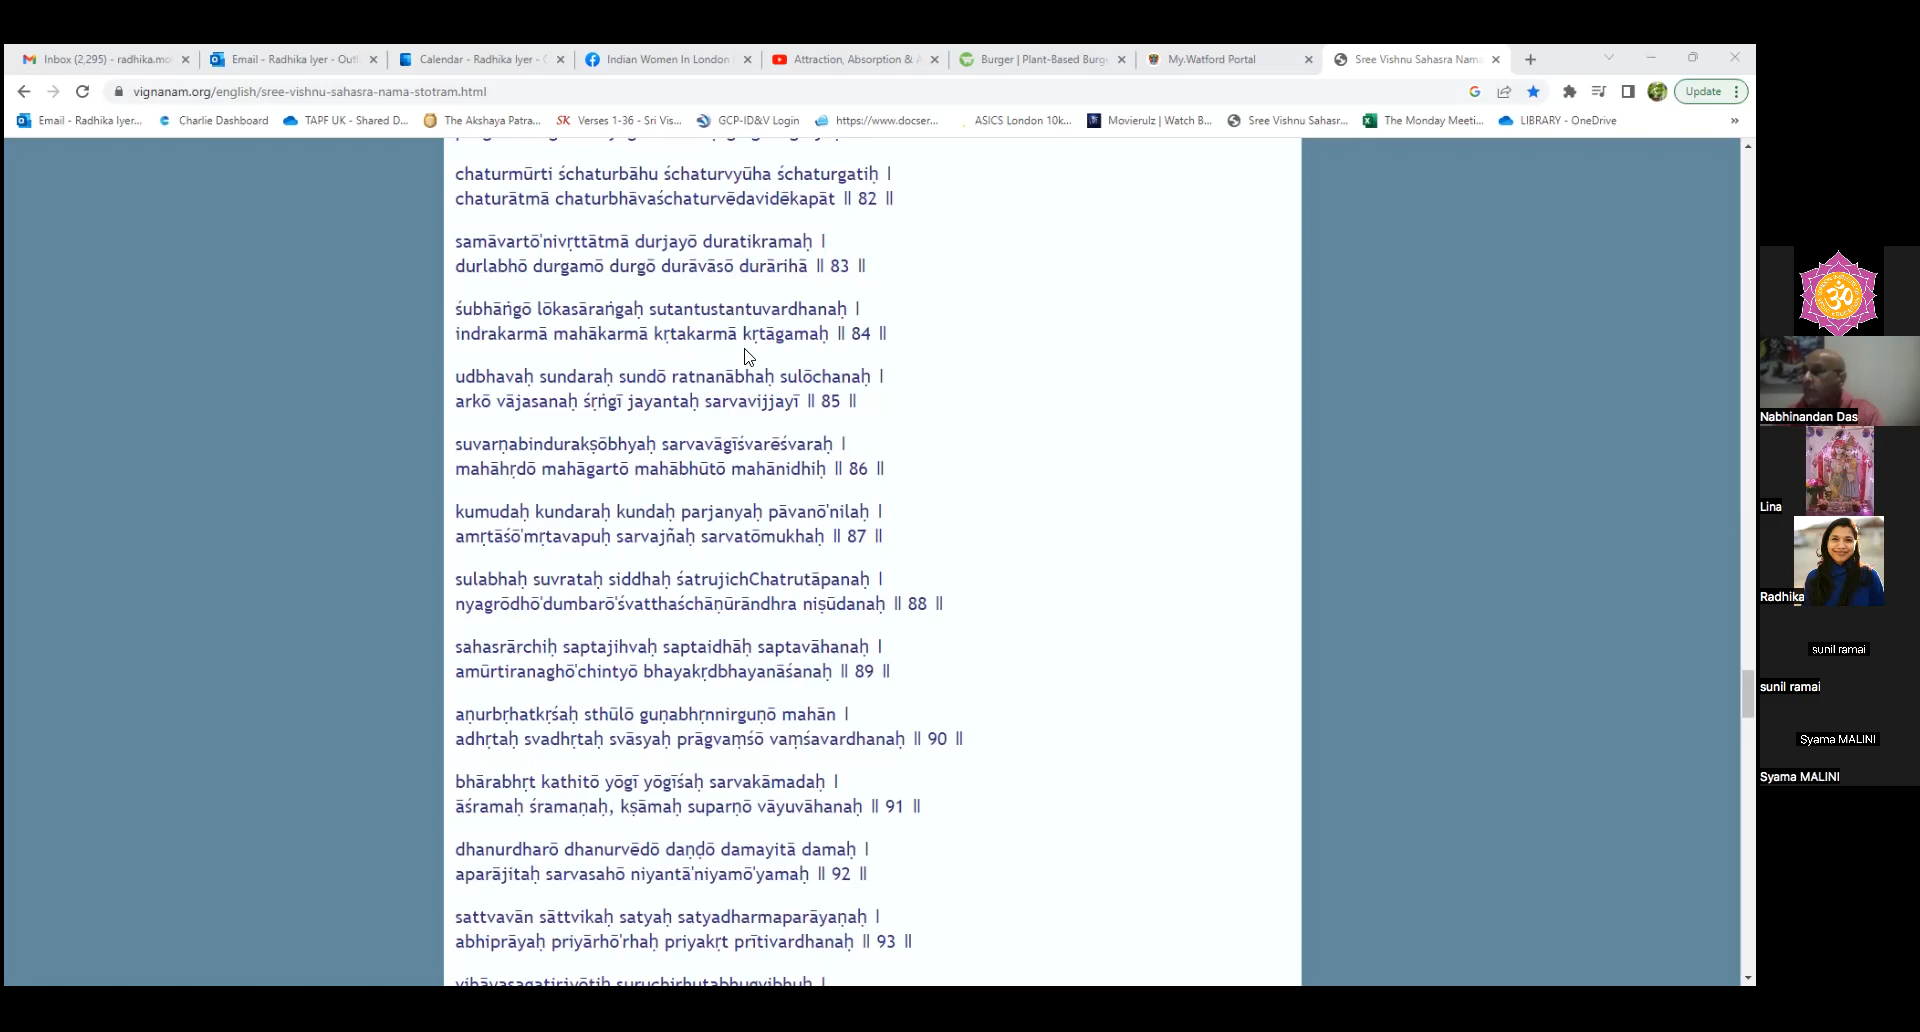 Inbox (2,295) - radhika.mo
Email - Radhika Iyer - Outl
Calendar - Radhika Iyer -
Indian Women In London
Attraction, Absorption &
Burger | Plant-Based Burge
My.Watford Portal
Sree Vishnu Sahasra Nama
vignanam.org/english/sree-vishnu-sahasra-nama-stotram.html
Update
Email - Radhika Iyer...
Charlie Dashboard
TAPF UK - Shared D...
The Akshaya Patra...
SK Verses 1-36 - Sri Vis...
GCP-ID&V Login
https://www.docser...
ASICS London 10k...
Movierulz | Watch B...
Sree Vishnu Sahasr...
The Monday Meeti...
LIBRARY - OneDrive
»
chaturmūrti śchaturbāhu śchaturvyūha śchaturgatiḥ |
chaturātmā chaturbhāvaśchaturvēdavidēkapāt || 82 ||
samāvartō'nivṛttātmā durjayō duratikramaḥ |
durlabhō durgamō durgō durāvāsō durārihā || 83 ||
śubhāṅgō lōkasāraṅgaḥ sutantustantuvardhanaḥ |
indrakarmā mahākarmā kṛtakarmā kṛtāgamaḥ || 84 ||
udbhavaḥ sundaraḥ sundō ratnanābhaḥ sulōchanaḥ |
arkō vājasanaḥ śṛṅgī jayantaḥ sarvavijjayī || 85 ||
suvarṇabindurakṣōbhyaḥ sarvavāgīśvarēśvaraḥ |
mahāhṛdō mahāgartō mahābhūtō mahānidhiḥ || 86 ||
kumudaḥ kundaraḥ kundaḥ parjanyaḥ pāvanō'nilaḥ |
amṛtāśō'mṛtavapuḥ sarvajñaḥ sarvatōmukhaḥ || 87 ||
sulabhaḥ suvrataḥ siddhaḥ śatrujichChatrutāpanaḥ |
nyagrōdhō'dumbarō'śvatthaśchāṇūrāndhra niṣūdanaḥ || 88 ||
sahasrārchiḥ saptajihvaḥ saptaidhāḥ saptavāhanaḥ |
amūrtiranaghō'chintyō bhayakṛdbhayanāśanaḥ || 89 ||
aṇurbṛhatkṛśaḥ sthūlō guṇabhṛnnirguṇō mahān |
adhṛtaḥ svadhṛtaḥ svāsyaḥ prāgvaṃśō vaṃśavardhanaḥ || 90 ||
bhārabhṛt kathitō yōgī yōgīśaḥ sarvakāmadaḥ |
āśramaḥ śramaṇaḥ, kṣāmaḥ suparṇō vāyuvāhanaḥ || 91 ||
dhanurdharō dhanurvēdō daṇḍō damayitā damaḥ |
aparājitaḥ sarvasahō niyantā'niyamō'yamaḥ || 92 ||
sattvavān sāttvikaḥ satyaḥ satyadharmaparāyaṇaḥ |
abhiprāyaḥ priyārhō'rhaḥ priyakṛt prītivardhanaḥ || 93 ||
vihāyasagatirjyōtiḥ suruchirhutabhugvibhuḥ |
ॐ
Nabhinandan Das
Lina
Radhika
sunil ramai
sunil ramai
Syama MALINI
Syama MALINI